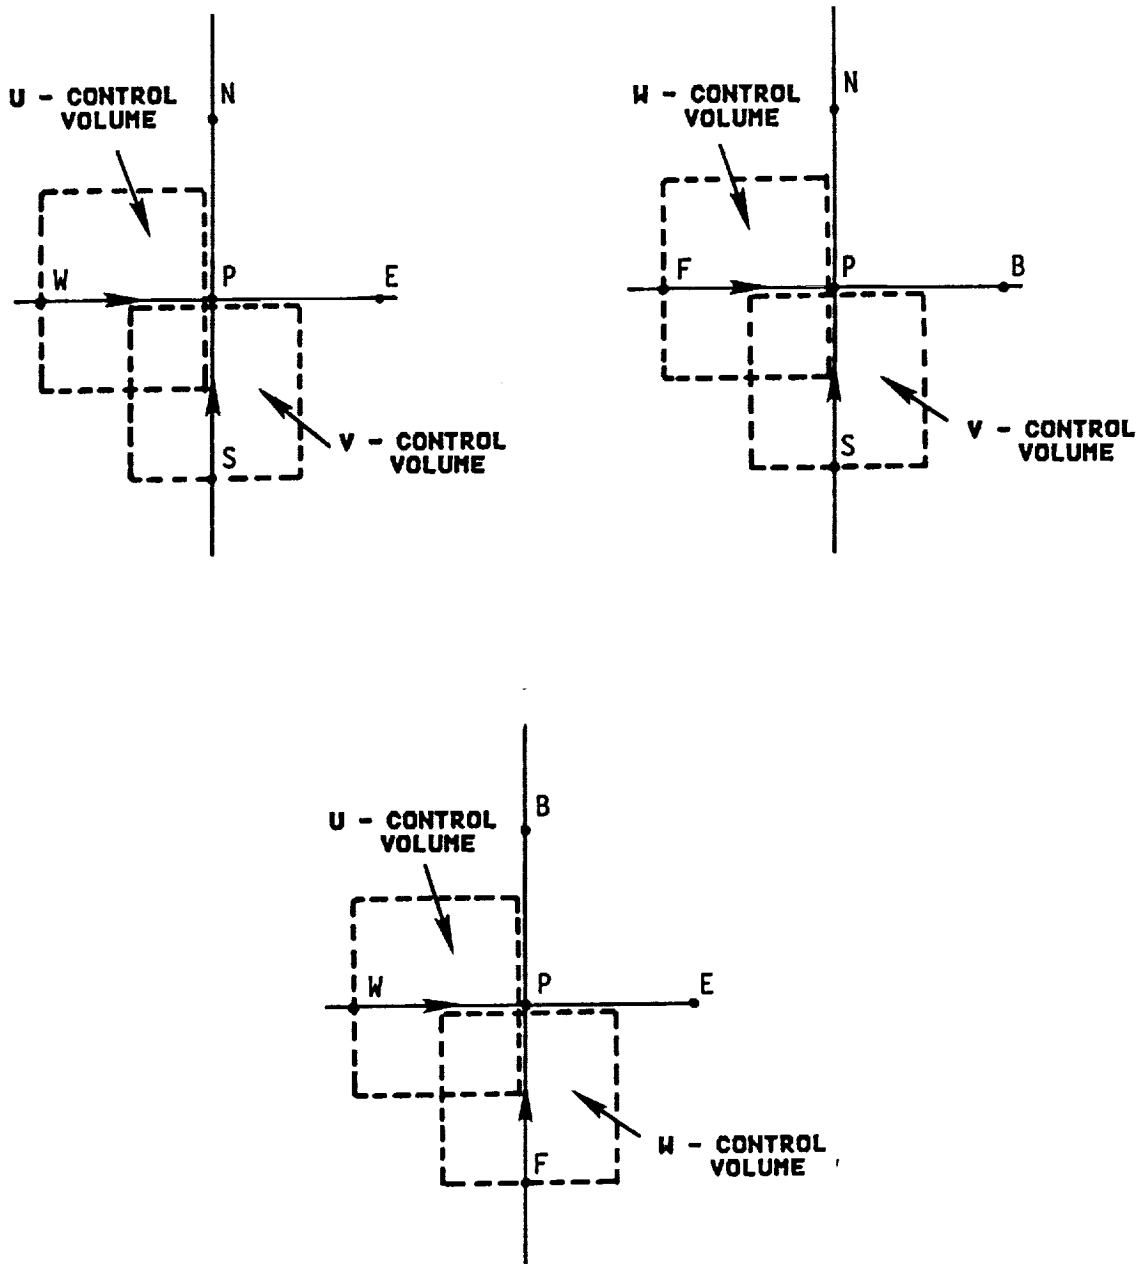 U - CONTROL
VOLUME
N
W
P
E
S
V - CONTROL
VOLUME
W - CONTROL
VOLUME
N
F
P
B
S
V - CONTROL
VOLUME
U - CONTROL
VOLUME
B
W
P
E
F
W - CONTROL
VOLUME